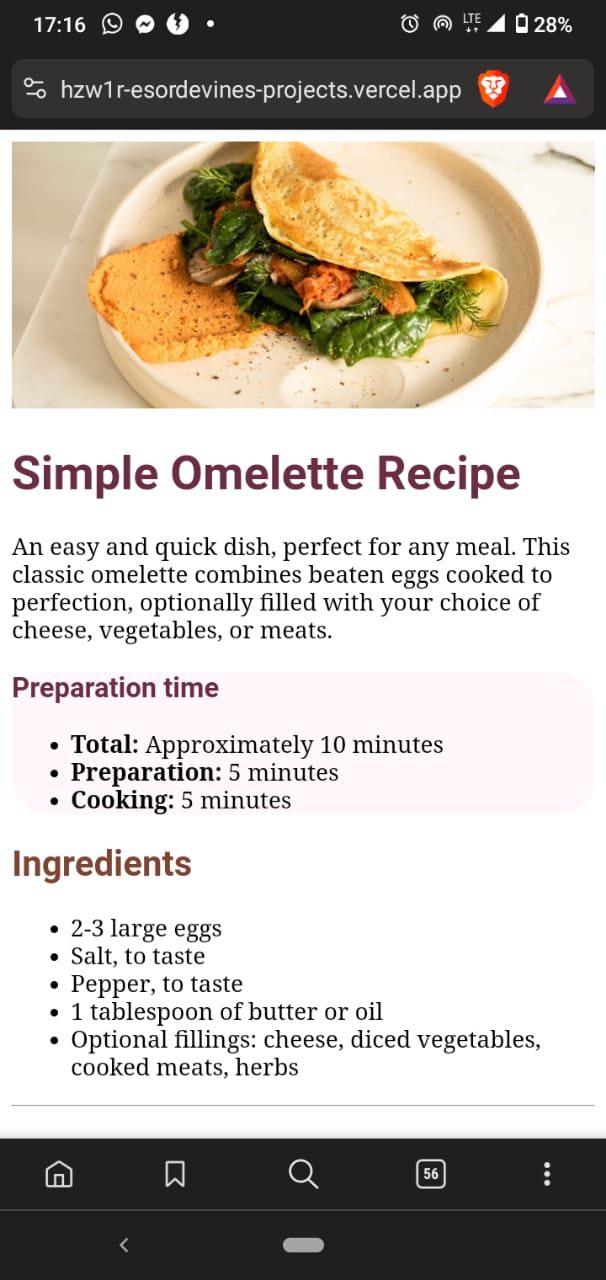 17:16
LTE
28%
hzw1r-esordevines-projects.vercel.app
Simple Omelette Recipe
An easy and quick dish, perfect for any meal. This
classic omelette combines beaten eggs cooked to
perfection, optionally filled with your choice of
cheese, vegetables, or meats.
Preparation time
• Total: Approximately 10 minutes
• Preparation: 5 minutes
• Cooking: 5 minutes
Ingredients
• 2-3 large eggs
• Salt, to taste
• Pepper, to taste
• 1 tablespoon of butter or oil
• Optional fillings: cheese, diced vegetables,
cooked meats, herbs
56